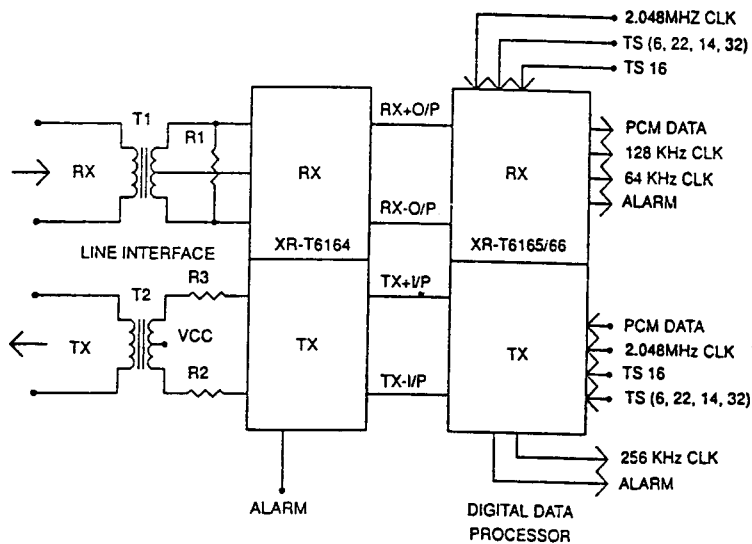 2.048MHZ CLK
TS (6, 22, 14, 32)
TS 16
T1
R1
RX
RX
XR-T6164
RX+O/P
RX-O/P
RX
XR-T6165/66
PCM DATA
128 KHz CLK
64 KHz CLK
ALARM
LINE INTERFACE
T2
R3
VCC
TX
R2
TX
TX+I/P
TX-I/P
TX
PCM DATA
2.048MHz CLK
TS 16
TS (6, 22, 14, 32)
256 KHz CLK
ALARM
ALARM
DIGITAL DATA
PROCESSOR